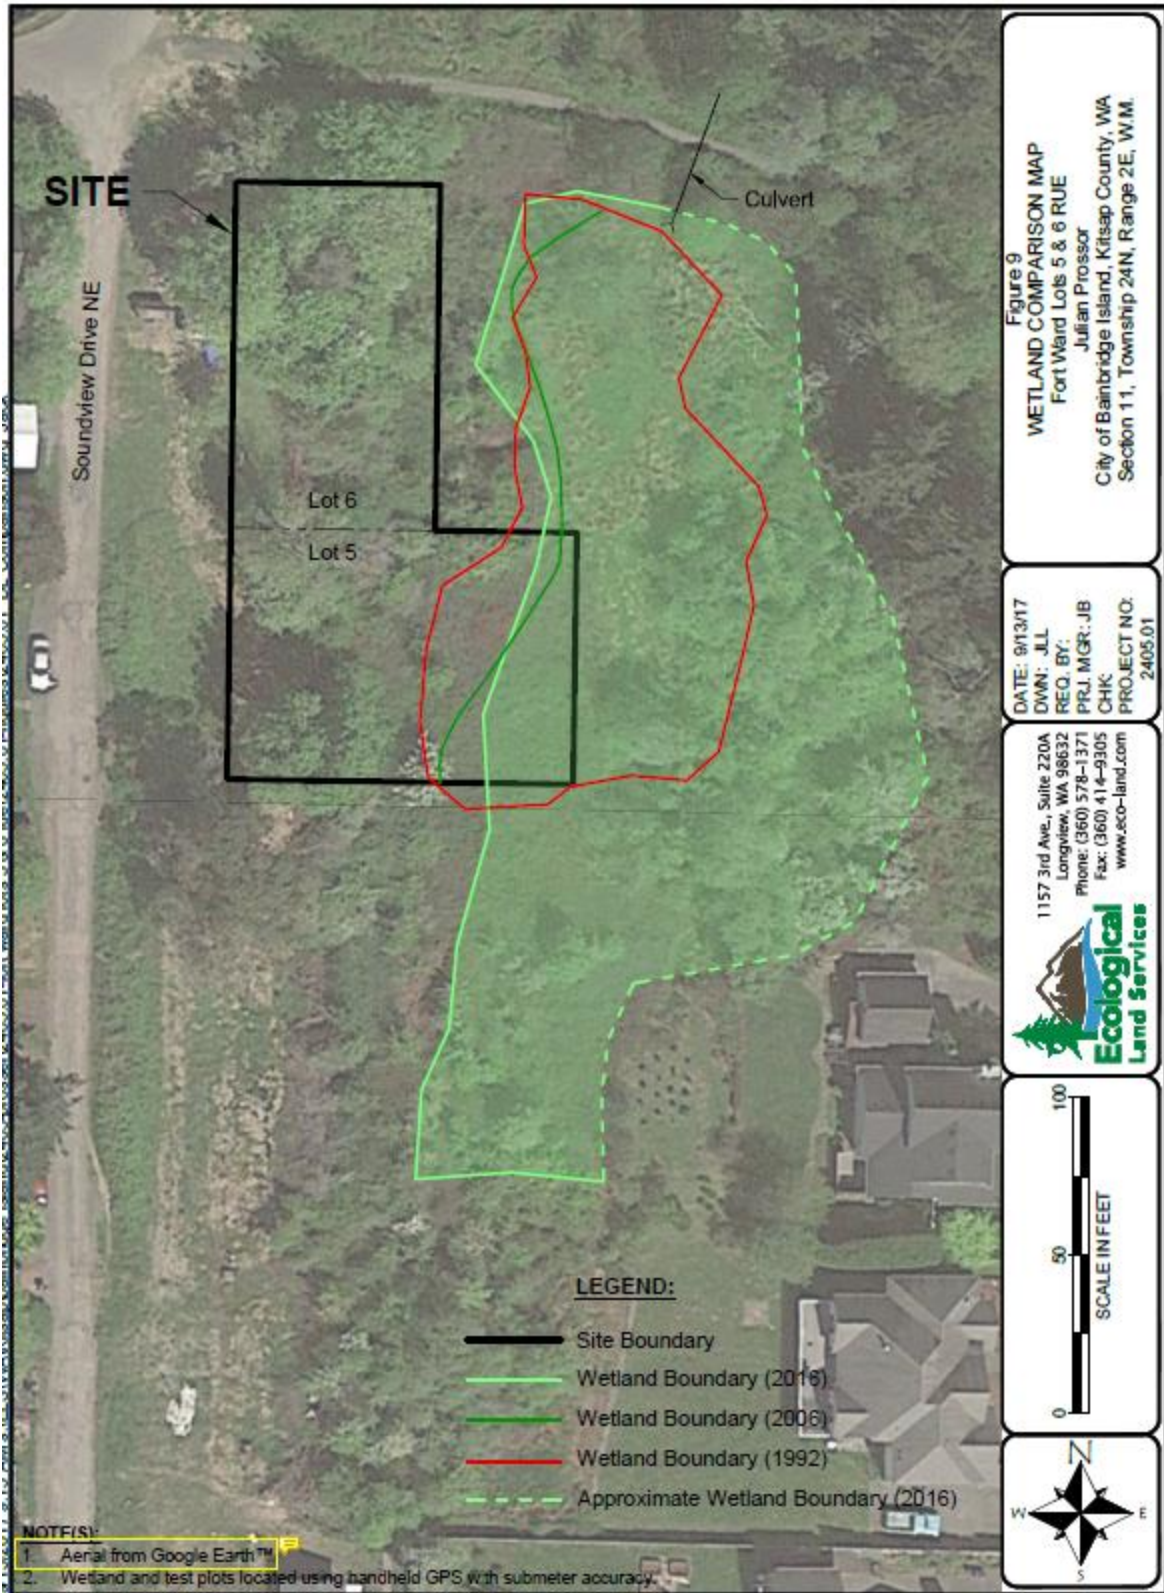 SITE
Soundview Drive NE
Culvert
Lot 6
Lot 5
LEGEND:
Site Boundary
Wetland Boundary (2016)
Wetland Boundary (2006)
Wetland Boundary (1992)
Approximate Wetland Boundary (2016)
NOTE(S):
1. Aerial from Google Earth™
2. Wetland and test plots located using handheld GPS with submeter accuracy.
Figure 9
WETLAND COMPARISON MAP
Fort Ward Lots 5 & 6 RUE
Julian Prossor
City of Bainbridge Island, Kitsap County, WA
Section 11, Township 24N, Range 2E, W.M.
DATE: 9/13/17
DWN: JLL
REQ. BY:
PRJ. MGR: JB
CHK:
PROJECT NO:
2405.01
1157 3rd Ave., Suite 220A
Longview, WA 98632
Phone: (360) 578-1371
Fax: (360) 414-9305
www.eco-land.com
Ecological
Land Services
0 50 100
SCALE IN FEET
N
W E
S